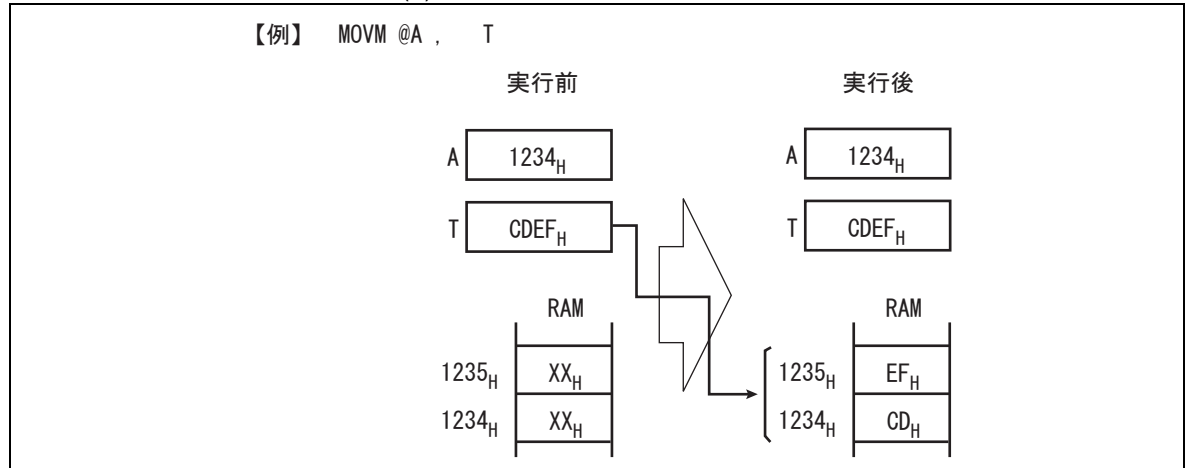 【例】 MOVM @A , T
実行前 実行後
A 1234H A 1234H
T CDEFH T CDEFH
RAM RAM
1235H XXH 1235H EFH
1234H XXH 1234H CDH